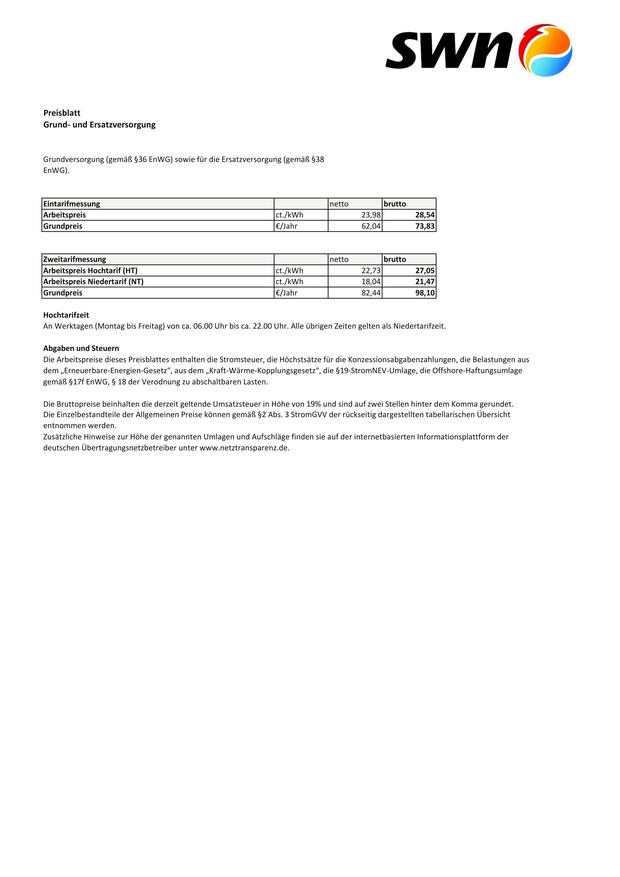 swn
Preisblatt
Grund- und Ersatzversorgung
Grundversorgung (gemäß §36 EnWG) sowie für die Ersatzversorgung (gemäß §38
EnWG).
Eintarifmessung netto brutto
Arbeitspreis ct./kWh 23,98 28,54
Grundpreis €/Jahr 62,04 73,83
Zweitarifmessung netto brutto
Arbeitspreis Hochtarif (HT) ct./kWh 22,73 27,05
Arbeitspreis Niedertarif (NT) ct./kWh 18,04 21,47
Grundpreis €/Jahr 82,44 98,10
Hochtarifzeit
An Werktagen (Montag bis Freitag) von ca. 06.00 Uhr bis ca. 22.00 Uhr. Alle übrigen Zeiten gelten als Niedertarifzeit.
Abgaben und Steuern
Die Arbeitspreise dieses Preisblattes enthalten die Stromsteuer, die Höchstsätze für die Konzessionsabgabenzahlungen, die Belastungen aus
dem „Erneuerbare-Energien-Gesetz“, aus dem „Kraft-Wärme-Kopplungsgesetz“, die §19-StromNEV-Umlage, die Offshore-Haftungsumlage
gemäß §17f EnWG, § 18 der Verodnung zu abschaltbaren Lasten.
Die Bruttopreise beinhalten die derzeit geltende Umsatzsteuer in Höhe von 19% und sind auf zwei Stellen hinter dem Komma gerundet.
Die Einzelbestandteile der Allgemeinen Preise können gemäß §2 Abs. 3 StromGVV der rückseitig dargestellten tabellarischen Übersicht
entnommen werden.
Zusätzliche Hinweise zur Höhe der genannten Umlagen und Aufschläge finden sie auf der internetbasierten Informationsplattform der
deutschen Übertragungsnetzbetreiber unter www.netztransparenz.de.